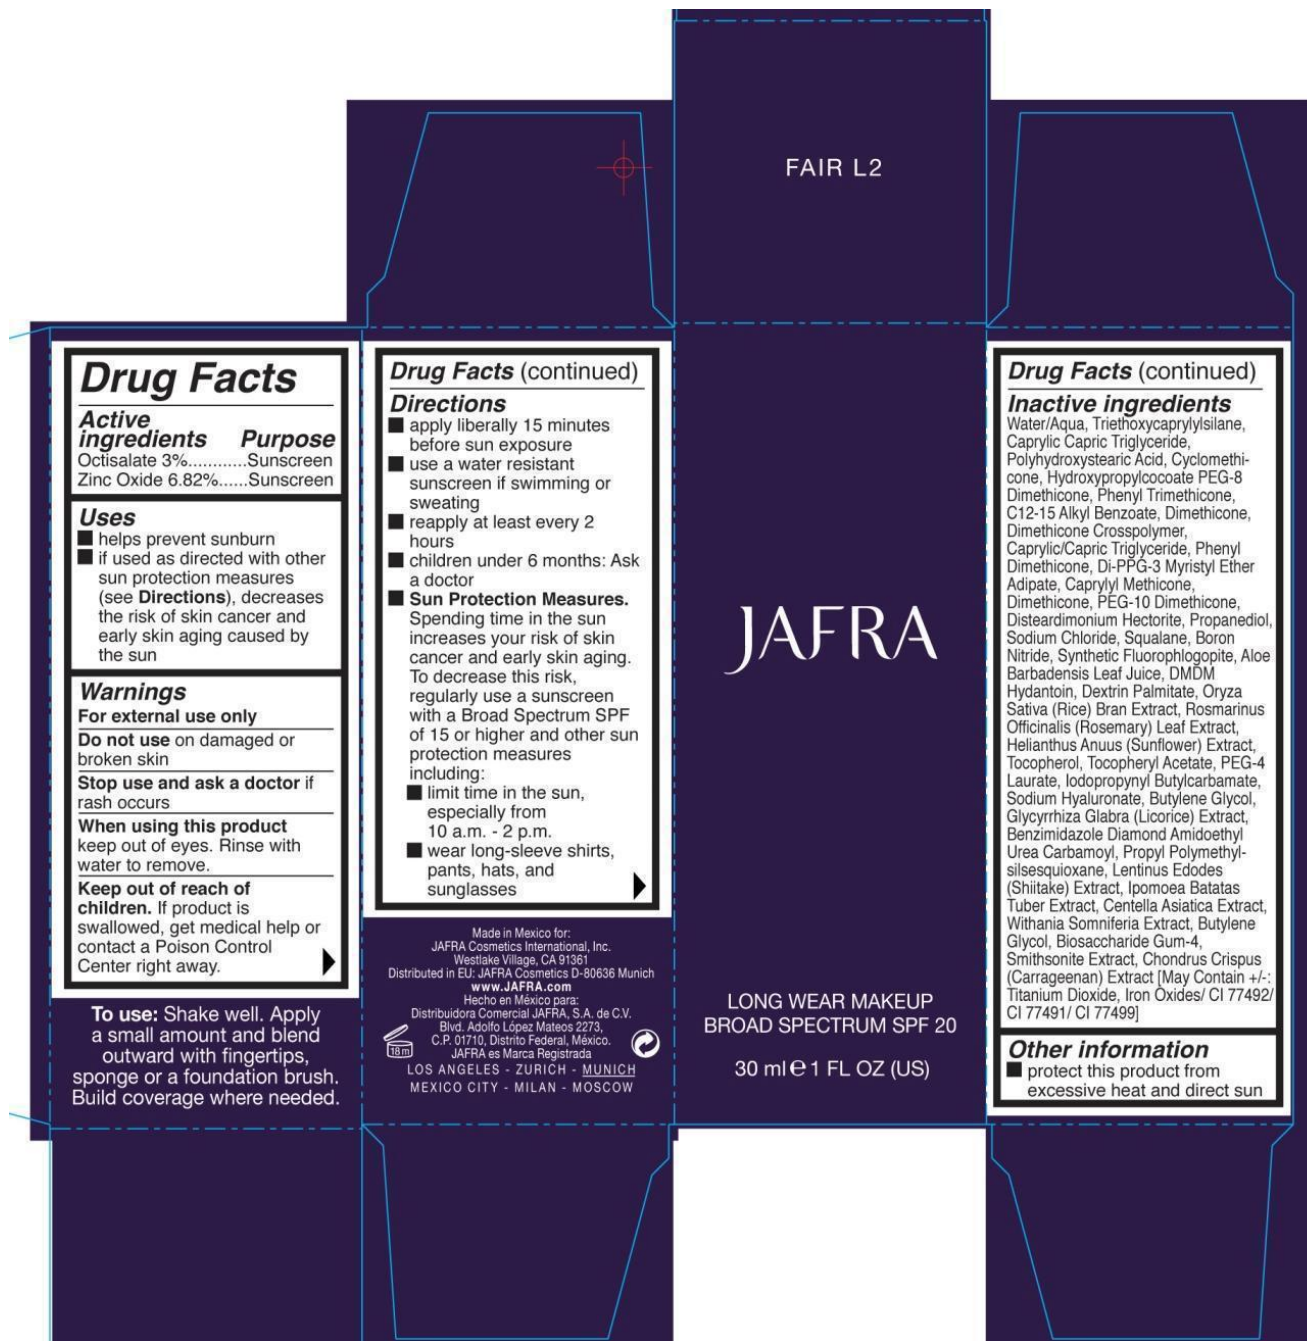 FAIR L2
Drug Facts
Active
ingredients Purpose
Octisalate 3%............Sunscreen
Zinc Oxide 6.82%......Sunscreen
Uses
■ helps prevent sunburn
■ if used as directed with other
sun protection measures
(see Directions), decreases
the risk of skin cancer and
early skin aging caused by
the sun
Warnings
For external use only
Do not use on damaged or
broken skin
Stop use and ask a doctor if
rash occurs
When using this product
keep out of eyes. Rinse with
water to remove.
Keep out of reach of
children. If product is
swallowed, get medical help or
contact a Poison Control
Center right away.
To use: Shake well. Apply
a small amount and blend
outward with fingertips,
sponge or a foundation brush.
Build coverage where needed.
Drug Facts (continued)
Directions
■ apply liberally 15 minutes
before sun exposure
■ use a water resistant
sunscreen if swimming or
sweating
■ reapply at least every 2
hours
■ children under 6 months: Ask
a doctor
■ Sun Protection Measures.
Spending time in the sun
increases your risk of skin
cancer and early skin aging.
To decrease this risk,
regularly use a sunscreen
with a Broad Spectrum SPF
of 15 or higher and other sun
protection measures
including:
■ limit time in the sun,
especially from
10 a.m. - 2 p.m.
■ wear long-sleeve shirts,
pants, hats, and
sunglasses
Made in Mexico for:
JAFRA Cosmetics International, Inc.
Westlake Village, CA 91361
Distributed in EU: JAFRA Cosmetics D-80636 Munich
www.JAFRA.com
Hecho en México para:
Distribuidora Comercial JAFRA, S.A. de C.V.
Blvd. Adolfo López Mateos 2273,
C.P. 01710, Distrito Federal, México.
JAFRA es Marca Registrada
18m
LOS ANGELES - ZURICH - MUNICH
MEXICO CITY - MILAN - MOSCOW
JAFRA
LONG WEAR MAKEUP
BROAD SPECTRUM SPF 20
30 ml ℮ 1 FL OZ (US)
Drug Facts (continued)
Inactive ingredients
Water/Aqua, Triethoxycaprylylsilane,
Caprylic Capric Triglyceride,
Polyhydroxystearic Acid, Cyclomethi-
cone, Hydroxypropylcocoate PEG-8
Dimethicone, Phenyl Trimethicone,
C12-15 Alkyl Benzoate, Dimethicone,
Dimethicone Crosspolymer,
Caprylic/Capric Triglyceride, Phenyl
Dimethicone, Di-PPG-3 Myristyl Ether
Adipate, Caprylyl Methicone,
Dimethicone, PEG-10 Dimethicone,
Disteardimonium Hectorite, Propanediol,
Sodium Chloride, Squalane, Boron
Nitride, Synthetic Fluorophlogopite, Aloe
Barbadensis Leaf Juice, DMDM
Hydantoin, Dextrin Palmitate, Oryza
Sativa (Rice) Bran Extract, Rosmarinus
Officinalis (Rosemary) Leaf Extract,
Helianthus Anuus (Sunflower) Extract,
Tocopherol, Tocopheryl Acetate, PEG-4
Laurate, Iodopropynyl Butylcarbamate,
Sodium Hyaluronate, Butylene Glycol,
Glycyrrhiza Glabra (Licorice) Extract,
Benzimidazole Diamond Amidoethyl
Urea Carbamoyl, Propyl Polymethyl-
silsesquioxane, Lentinus Edodes
(Shiitake) Extract, Ipomoea Batatas
Tuber Extract, Centella Asiatica Extract,
Withania Somniferia Extract, Butylene
Glycol, Biosaccharide Gum-4,
Smithsonite Extract, Chondrus Crispus
(Carrageenan) Extract [May Contain +/-:
Titanium Dioxide, Iron Oxides/ CI 77492/
CI 77491/ CI 77499]
Other information
■ protect this product from
excessive heat and direct sun